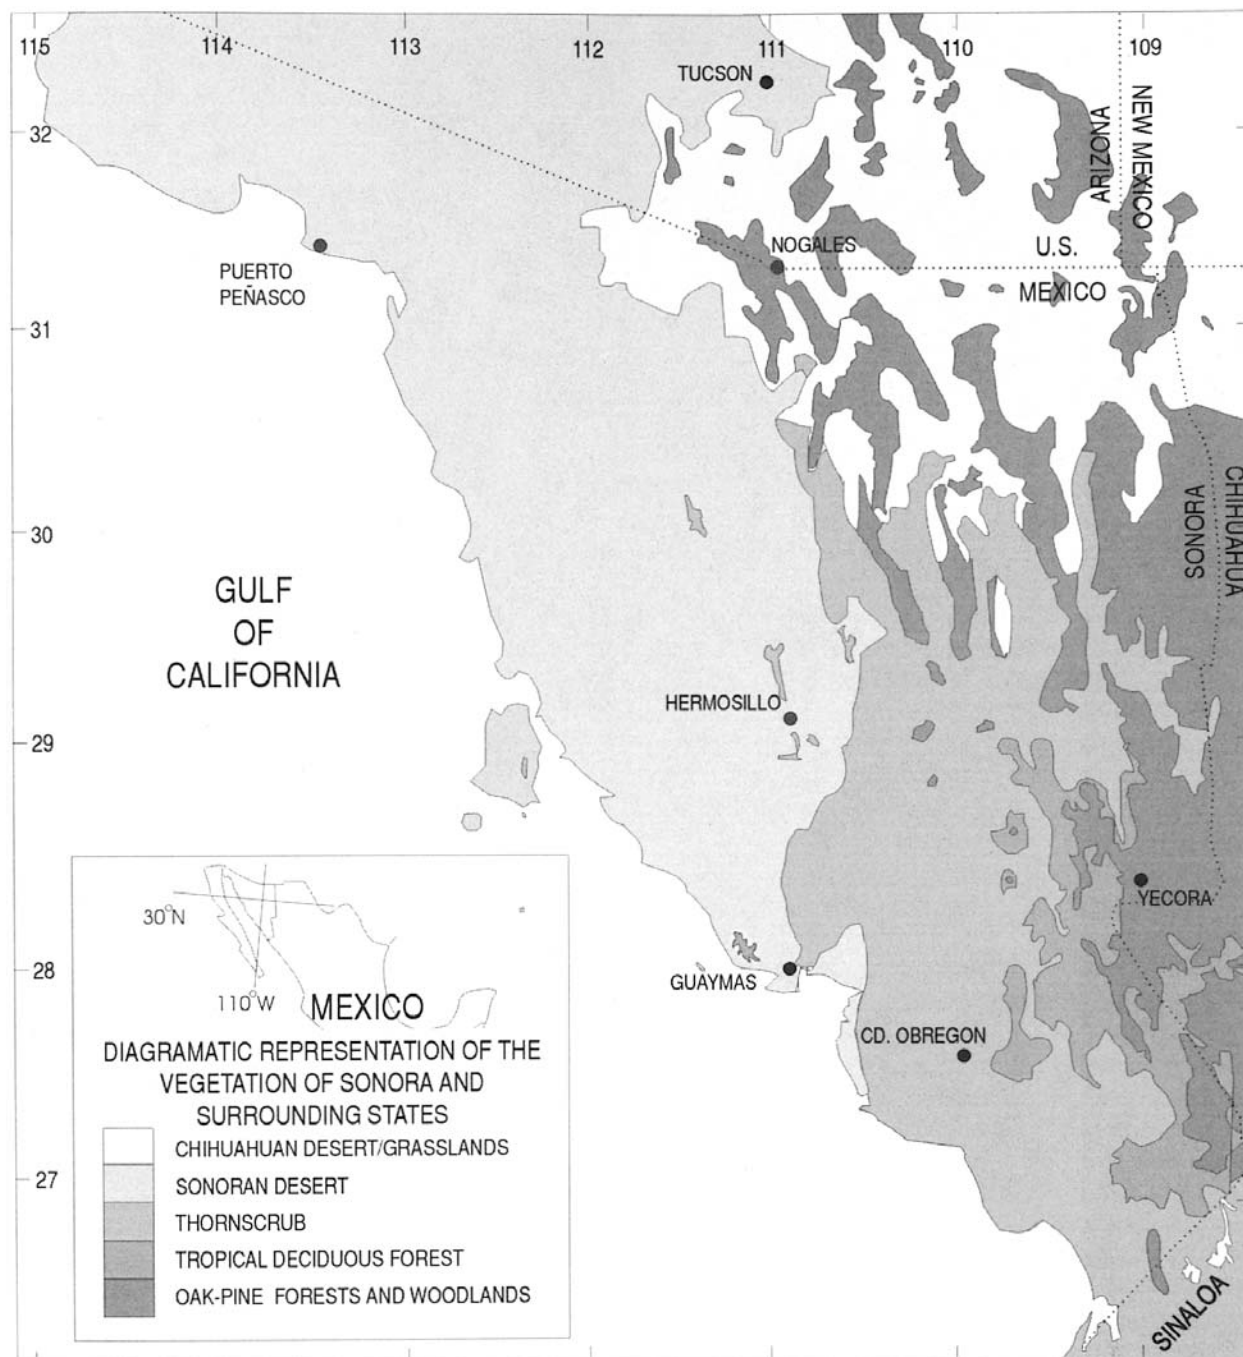 115
114
113
112
111
110
109
TUCSON
32
ARIZONA
NEW MEXICO
NOGALES
U.S.
MEXICO
PUERTO
PEÑASCO
31
30
SONORA
CHIHUAHUA
GULF
OF
CALIFORNIA
HERMOSILLO
29
YECORA
30°N
110°W
MEXICO
28
GUAYMAS
CD. OBREGON
DIAGRAMATIC REPRESENTATION OF THE
VEGETATION OF SONORA AND
SURROUNDING STATES
CHIHUAHUAN DESERT/GRASSLANDS
SONORAN DESERT
THORNSCRUB
TROPICAL DECIDUOUS FOREST
OAK-PINE FORESTS AND WOODLANDS
27
SINALOA